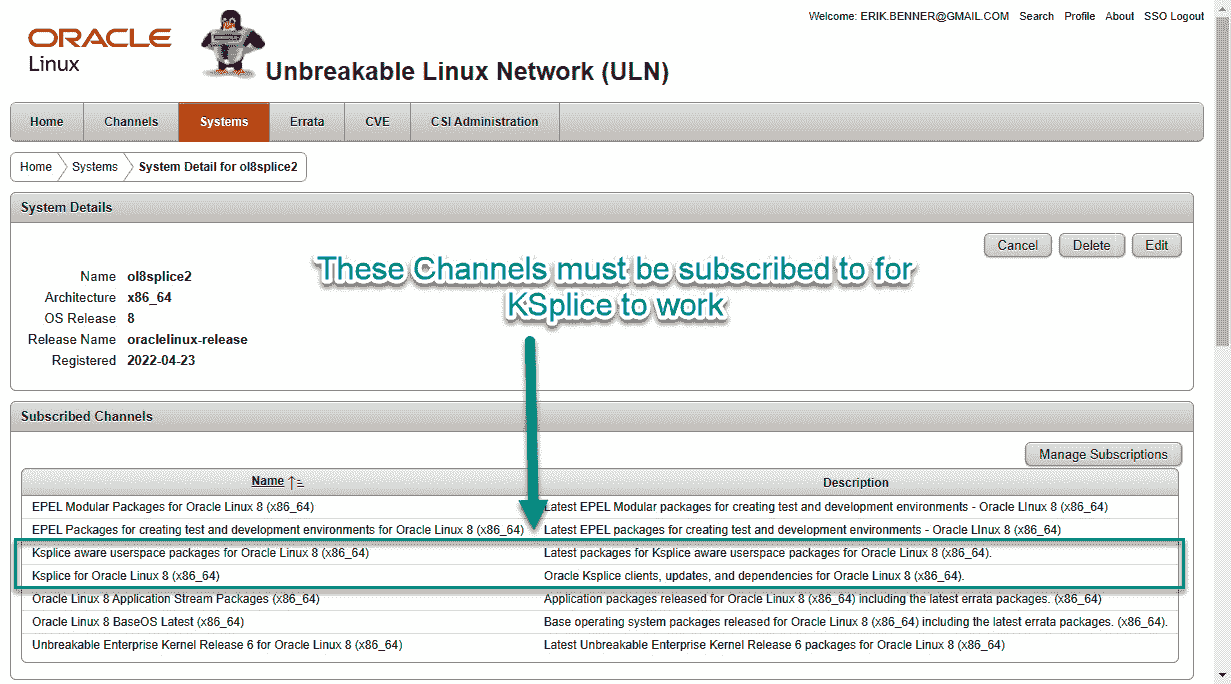 Welcome: ERIK.BENNER@GMAIL.COM Search Profile About SSO Logout
ORACLE
Linux
Unbreakable Linux Network (ULN)
Home Channels Systems Errata CVE CSI Administration
Home Systems System Detail for ol8splice2
System Details
Cancel Delete Edit
These Channels must be subscribed to for
KSplice to work
Name ol8splice2
Architecture x86_64
OS Release 8
Release Name oraclelinux-release
Registered 2022-04-23
Subscribed Channels
Manage Subscriptions
Name Description
EPEL Modular Packages for Oracle Linux 8 (x86_64) Latest EPEL Modular packages for creating test and development environments - Oracle LInux 8 (x86_64)
EPEL Packages for creating test and development environments for Oracle Linux 8 (x86_64) Latest EPEL packages for creating test and development environments - Oracle LInux 8 (x86_64)
Ksplice aware userspace packages for Oracle Linux 8 (x86_64) Latest packages for Ksplice aware userspace packages for Oracle Linux 8 (x86_64).
Ksplice for Oracle Linux 8 (x86_64) Oracle Ksplice clients, updates, and dependencies for Oracle Linux 8 (x86_64).
Oracle Linux 8 Application Stream Packages (x86_64) Application packages released for Oracle Linux 8 (x86_64) including the latest errata packages. (x86_64)
Oracle Linux 8 BaseOS Latest (x86_64) Base operating system packages released for Oracle Linux 8 (x86_64) including the latest errata packages. (x86_64).
Unbreakable Enterprise Kernel Release 6 for Oracle Linux 8 (x86_64) Latest Unbreakable Enterprise Kernel Release 6 packages for Oracle Linux 8 (x86_64)